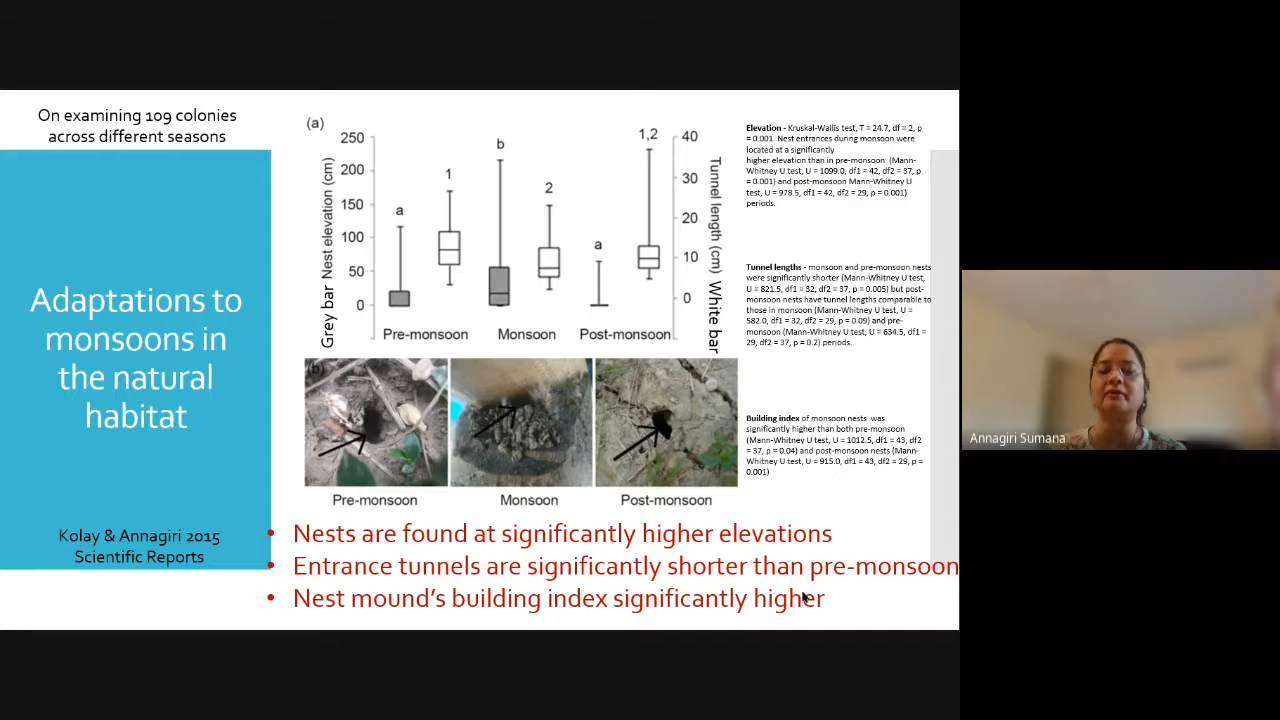 On examining 109 colonies
across different seasons
Adaptations to
monsoons in
the natural
habitat
Kolay & Annagiri 2015
Scientific Reports
(a)
250
200
150
100
50
0
Grey bar Nest elevation (cm)
a
1
b
2
a
1,2
40
30
20
10
0
Tunnel length (cm) White bar
Pre-monsoon
Monsoon
Post-monsoon
(b)
Pre-monsoon
Monsoon
Post-monsoon
Elevation - Kruskal-Wallis test, T = 24.7, df = 2, p
= 0.001. Nest entrances during monsoon were
located at a significantly
higher elevation than in pre-monsoon (Mann-
Whitney U test, U = 1099.0, df1 = 42, df2 = 37, p
= 0.001) and post-monsoon Mann-Whitney U
test, U = 978.5, df1 = 42, df2 = 29, p = 0.001)
periods.
Tunnel lengths - monsoon and pre-monsoon nests
were significantly shorter (Mann-Whitney U test,
U = 821.5, df1 = 32, df2 = 37, p = 0.005) but post-
monsoon nests have tunnel lengths comparable to
those in monsoon (Mann-Whitney U test, U =
582.0, df1 = 32, df2 = 29, p = 0.09) and pre-
monsoon (Mann-Whitney U test, U = 634.5, df1 =
29, df2 = 37, p = 0.2) periods.
Building index of monsoon nests was
significantly higher than both pre-monsoon
(Mann-Whitney U test, U = 1012.5, df1 = 43, df2
= 37, p = 0.04) and post-monsoon nests (Mann-
Whitney U test, U = 915.0, df1 = 43, df2 = 29, p =
0.001)
• Nests are found at significantly higher elevations
• Entrance tunnels are significantly shorter than pre-monsoon
• Nest mound's building index significantly higher
Annagiri Sumana